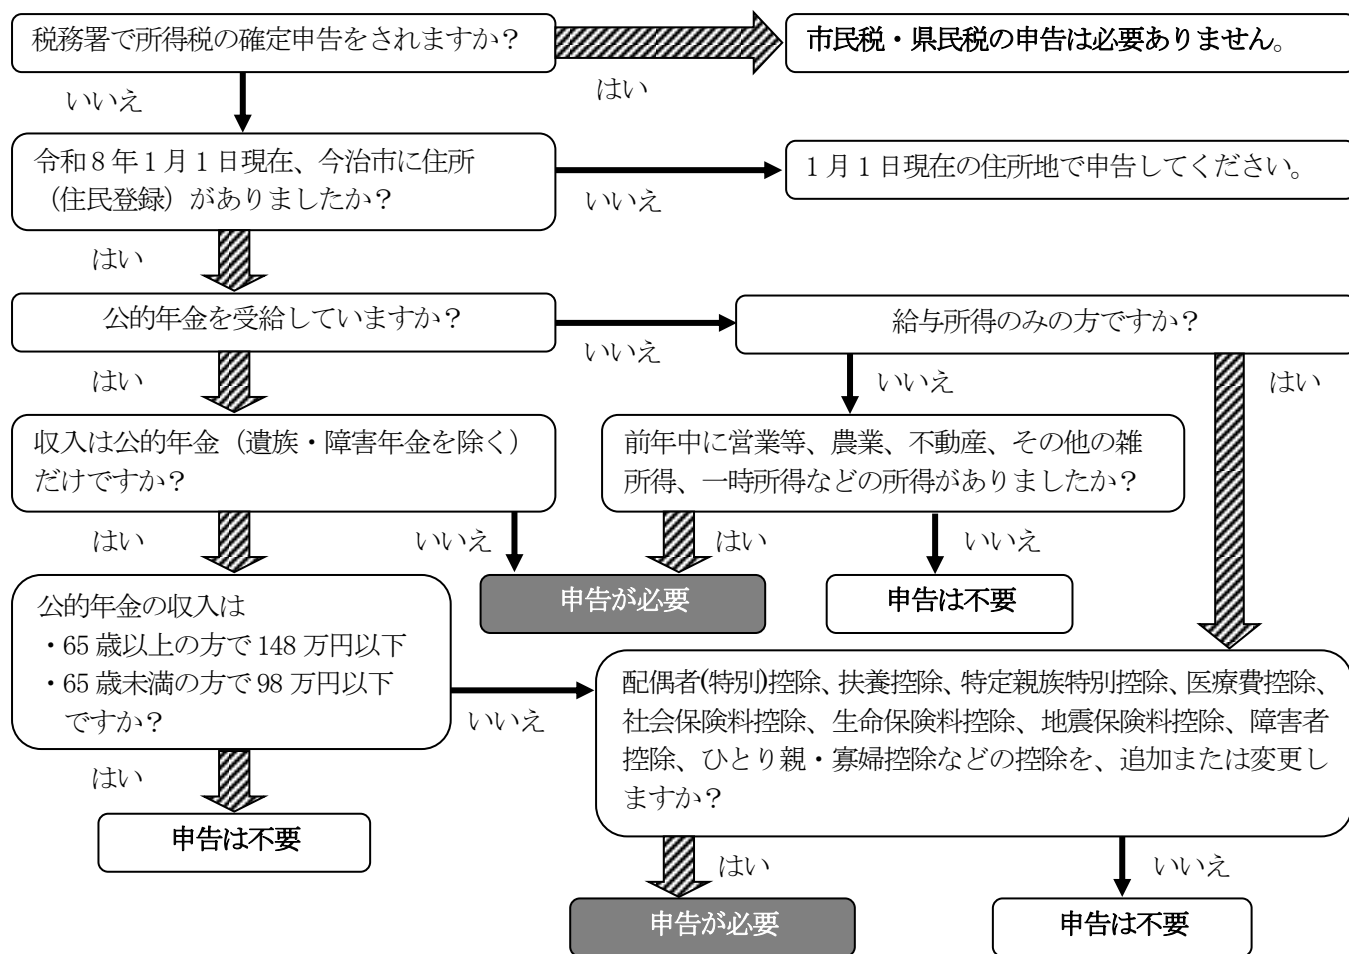 税務署で所得税の確定申告をされますか？
市民税・県民税の申告は必要ありません。
はい
いいえ
令和８年１月１日現在、今治市に住所
（住民登録）がありましたか？
１月１日現在の住所地で申告してください。
いいえ
はい
公的年金を受給していますか？
給与所得のみの方ですか？
いいえ
はい
いいえ
はい
収入は公的年金（遺族・障害年金を除く）
だけですか？
前年中に営業等、農業、不動産、その他の雑
所得、一時所得などの所得がありましたか？
はい
いいえ
はい
いいえ
申告が必要
申告は不要
公的年金の収入は
・65 歳以上の方で 148 万円以下
・65 歳未満の方で 98 万円以下
ですか？
いいえ
配偶者(特別)控除、扶養控除、特定親族特別控除、医療費控除、
社会保険料控除、生命保険料控除、地震保険料控除、障害者
控除、ひとり親・寡婦控除などの控除を、追加または変更し
ますか？
はい
申告は不要
はい
いいえ
申告が必要
申告は不要